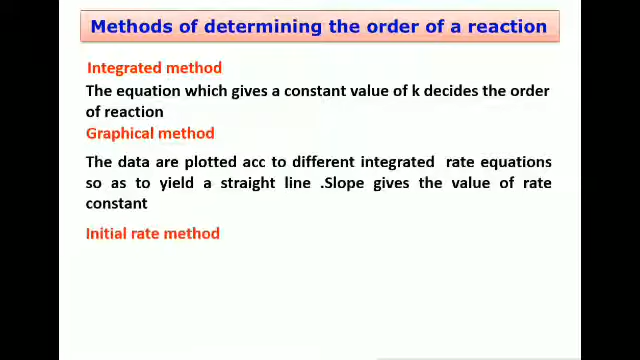 Methods of determining the order of a reaction
Integrated method
The equation which gives a constant value of k decides the order
of reaction
Graphical method
The data are plotted acc to different integrated rate equations
so as to yield a straight line .Slope gives the value of rate
constant
Initial rate method